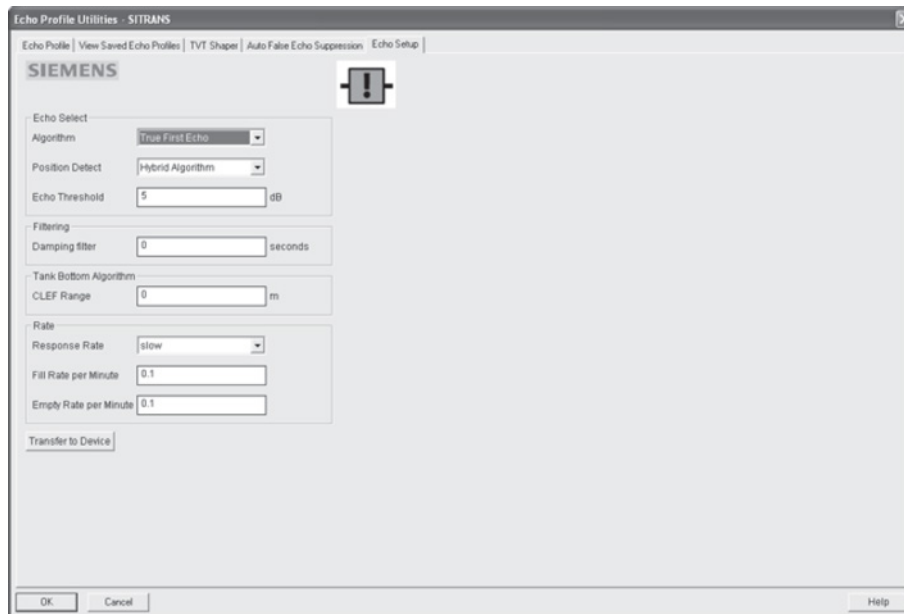 Echo Profile Utilities - SITRANS
Echo Profile View Saved Echo Profiles TVT Shaper Auto False Echo Suppression Echo Setup
SIEMENS
!
Echo Select
Algorithm True First Echo
Position Detect Hybrid Algorithm
Echo Threshold 5 dB
Filtering
Damping filter 0 seconds
Tank Bottom Algorithm
CLEF Range 0 m
Rate
Response Rate slow
Fill Rate per Minute 0.1
Empty Rate per Minute 0.1
Transfer to Device
OK Cancel Help